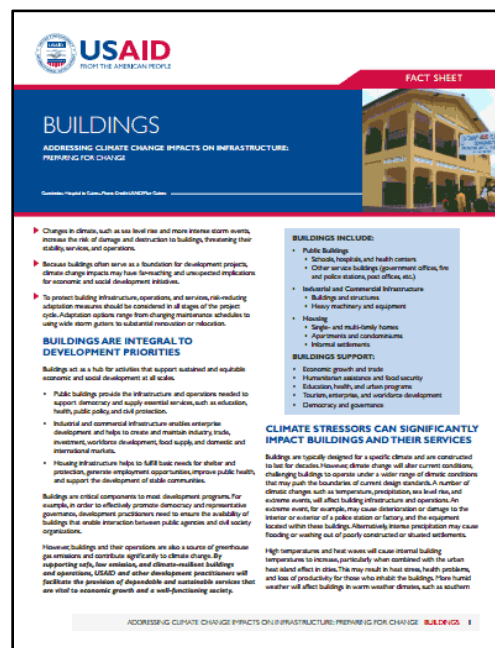 USAID
FROM THE AMERICAN PEOPLE
FACT SHEET
BUILDINGS
ADDRESSING CLIMATE CHANGE IMPACTS ON INFRASTRUCTURE:
PREPARING FOR CHANGE
Changes in climate, such as sea level rise and more intense storm events,
increase the risk of damage and destruction to buildings, threatening their
stability, services, and operations.
Because buildings often serve as a foundation for development projects,
climate change impacts may have far-reaching and unexpected implications
for economic and social development initiatives.
To protect building infrastructure, operations, and services, risk-reducing
adaptation measures should be considered in all stages of the project
cycle. Adaptation options range from changing maintenance schedules to
using wide storm gutters to substantial renovation or relocation.
BUILDINGS ARE INTEGRAL TO
DEVELOPMENT PRIORITIES
Buildings act as a hub for activities that support sustained and equitable
economic and social development at all scales.
• Public buildings provide the infrastructure and operations needed to
support democracy and supply essential services, such as education,
health, public policy, and civil protection.
• Industrial and commercial infrastructure enables enterprise
development and helps to create and maintain industry, trade,
investment, workforce development, food supply, and domestic and
international markets.
• Housing infrastructure helps to fulfill basic needs for shelter and
protection, generate employment opportunities, improve public health,
and support the development of stable communities.
Buildings are critical components to most development programs. For
example, in order to effectively promote democracy and representative
governance, development practitioners need to ensure the availability of
buildings that enable interaction between public agencies and civil society
organizations.
However, buildings and their operations are also a source of greenhouse
gas emissions and contribute significantly to climate change. By
supporting safe, low emission, and climate-resilient buildings
and operations, USAID and other development practitioners will
facilitate the provision of dependable and sustainable services that
are vital to economic growth and a well-functioning society.
BUILDINGS INCLUDE:
• Public Buildings
• Schools, hospitals, and health centers
• Other service buildings (government offices, fire
and police stations, post offices, etc.)
• Industrial and Commercial Infrastructure
• Buildings and structures
• Heavy machinery and equipment
• Housing
• Single- and multi-family homes
• Apartments and condominiums
• Informal settlements
BUILDINGS SUPPORT:
• Economic growth and trade
• Humanitarian assistance and food security
• Education, health, and urban programs
• Tourism, enterprise, and workforce development
• Democracy and governance
CLIMATE STRESSORS CAN SIGNIFICANTLY
IMPACT BUILDINGS AND THEIR SERVICES
Buildings are typically designed for a specific climate and are constructed
to last for decades. However, climate change will alter current conditions,
challenging buildings to operate under a wider range of climatic conditions
that may push the boundaries of current design standards. A number of
climatic changes such as temperature, precipitation, sea level rise, and
extreme events, will affect building infrastructure and operations. An
extreme event, for example, may cause deterioration or damage to the
interior or exterior of a police station or factory, and the equipment
located within these buildings. Alternatively, intense precipitation may cause
flooding or washing out of poorly constructed or situated settlements.
High temperatures and heat waves will cause internal building
temperatures to increase, particularly when combined with the urban
heat island effect in cities. This may result in heat stress, health problems,
and loss of productivity for those who inhabit the buildings. More humid
weather will affect buildings in warm weather climates, such as southern
ADDRESSING CLIMATE CHANGE IMPACTS ON INFRASTRUCTURE: PREPARING FOR CHANGE BUILDINGS 1